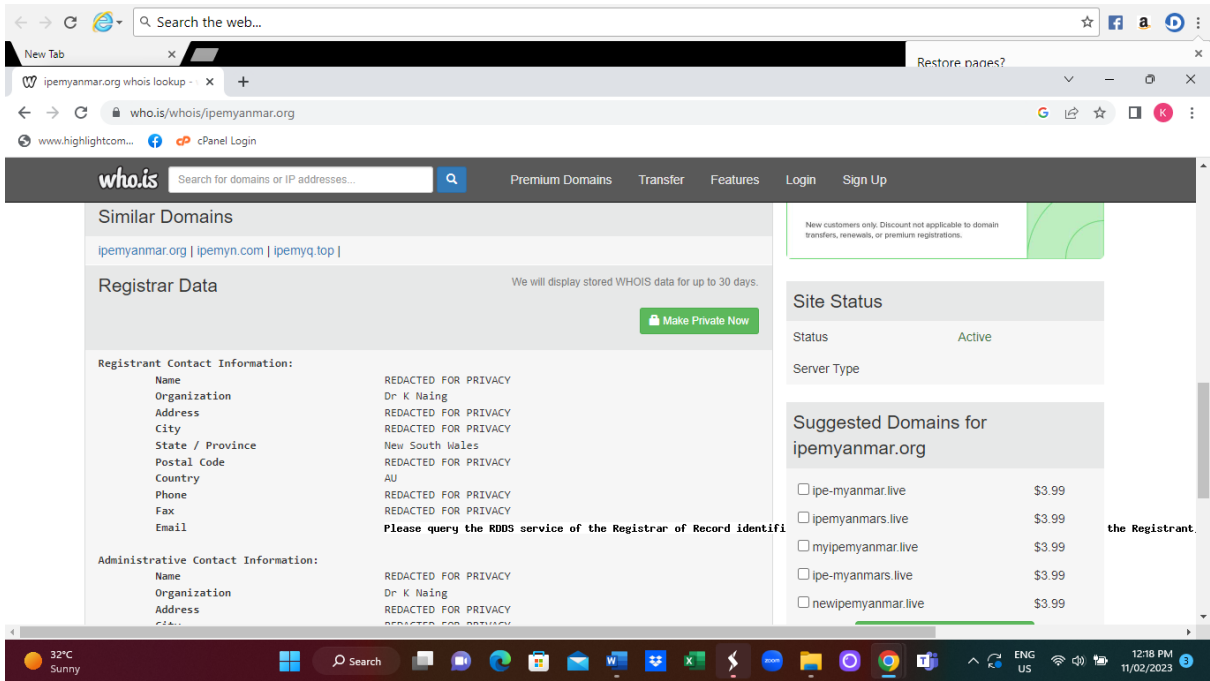 Search the web...
New Tab
Restore pages?
ipemyanmar.org whois lookup -
who.is/whois/ipemyanmar.org
www.highlightcom...
cPanel Login
who.is
Search for domains or IP addresses...
Premium Domains
Transfer
Features
Login
Sign Up
Similar Domains
ipemyanmar.org | ipemyn.com | ipemyq.top |
Registrar Data
We will display stored WHOIS data for up to 30 days.
Make Private Now
Registrant Contact Information:
Name REDACTED FOR PRIVACY
Organization Dr K Naing
Address REDACTED FOR PRIVACY
City REDACTED FOR PRIVACY
State / Province New South Wales
Postal Code REDACTED FOR PRIVACY
Country AU
Phone REDACTED FOR PRIVACY
Fax REDACTED FOR PRIVACY
Email Please query the RDDS service of the Registrar of Record identifi
the Registrant,
Administrative Contact Information:
Name REDACTED FOR PRIVACY
Organization Dr K Naing
Address REDACTED FOR PRIVACY
City REDACTED FOR PRIVACY
New customers only. Discount not applicable to domain
transfers, renewals, or premium registrations.
Site Status
Status Active
Server Type
Suggested Domains for
ipemyanmar.org
ipe-myanmar.live $3.99
ipemyanmars.live $3.99
myipemyanmar.live $3.99
ipe-myanmars.live $3.99
newipemyanmar.live $3.99
32°C
Sunny
Search
zoom
ENG
US
12:18 PM
11/02/2023
3